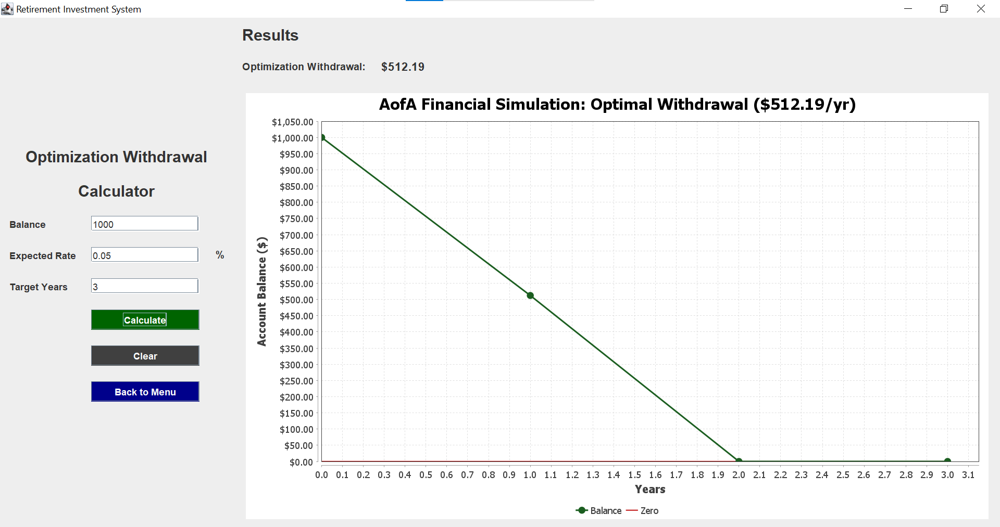 Retirement Investment System
Results
Optimization Withdrawal: $512.19
Optimization Withdrawal
Calculator
Balance 1000
Expected Rate 0.05 %
Target Years 3
Calculate
Clear
Back to Menu
AofA Financial Simulation: Optimal Withdrawal ($512.19/yr)
Account Balance ($)
$1,050.00
$1,000.00
$950.00
$900.00
$850.00
$800.00
$750.00
$700.00
$650.00
$600.00
$550.00
$500.00
$450.00
$400.00
$350.00
$300.00
$250.00
$200.00
$150.00
$100.00
$50.00
$0.00
0.0 0.1 0.2 0.3 0.4 0.5 0.6 0.7 0.8 0.9 1.0 1.1 1.2 1.3 1.4 1.5 1.6 1.7 1.8 1.9 2.0 2.1 2.2 2.3 2.4 2.5 2.6 2.7 2.8 2.9 3.0 3.1
Years
Balance Zero